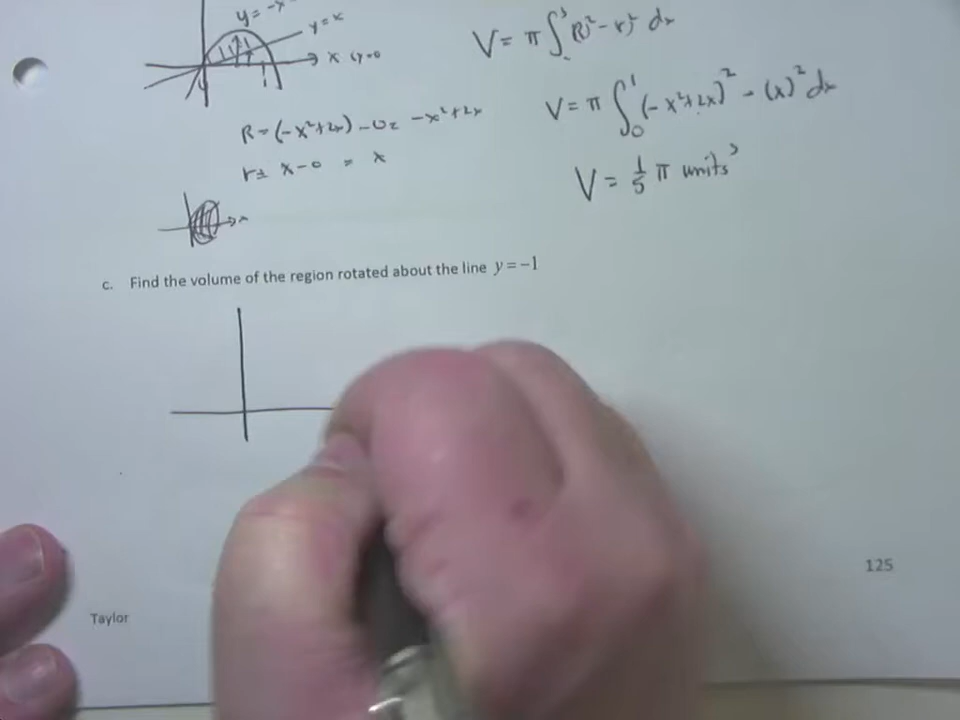 y = -x
y = x
x (y=0
V = π ∫ R² - r² dx
R = (-x²+2x) - 0 = -x²+2x
V = π ∫₀¹ (-x²+2x)² - (x)² dx
r = x - 0 = x
V = 1/5 π units³
c. Find the volume of the region rotated about the line y = -1
125
Taylor